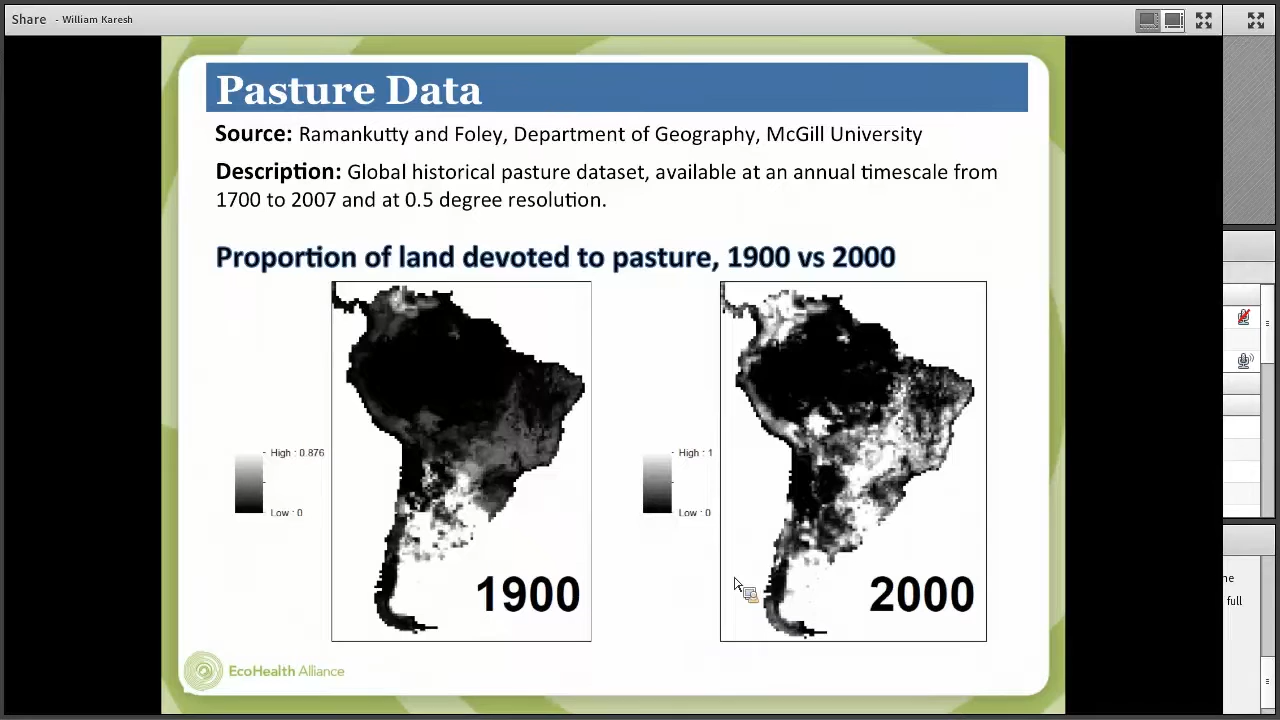 Share - William Karesh
Pasture Data
Source: Ramankutty and Foley, Department of Geography, McGill University
Description: Global historical pasture dataset, available at an annual timescale from
1700 to 2007 and at 0.5 degree resolution.
Proportion of land devoted to pasture, 1900 vs 2000
High : 0.876
Low : 0
1900
High : 1
Low : 0
2000
ne
full
EcoHealth Alliance